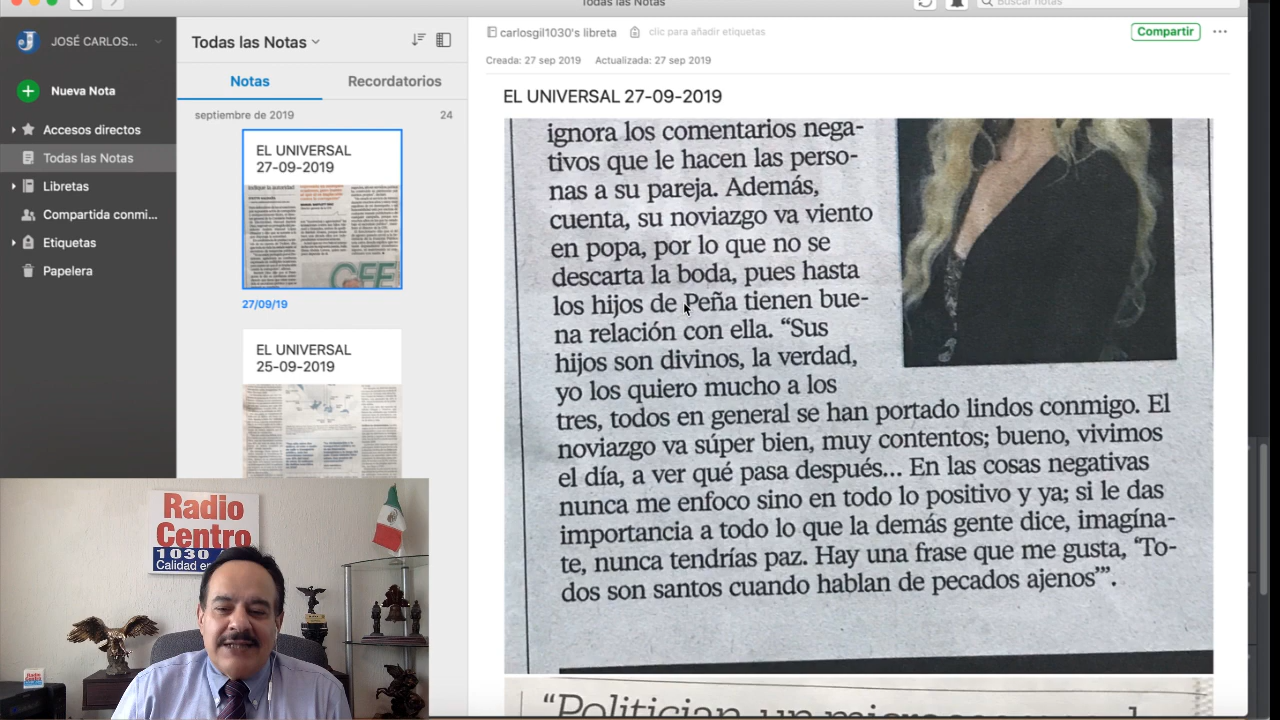 Todas las Notas
Buscar notas
JOSÉ CARLOS...
Nueva Nota
Accesos directos
Todas las Notas
Libretas
Compartida conmi...
Etiquetas
Papelera
Todas las Notas
Notas
Recordatorios
septiembre de 2019
24
EL UNIVERSAL
27-09-2019
CFE
27/09/19
EL UNIVERSAL
25-09-2019
carlosgil1030's libreta
clic para añadir etiquetas
Compartir
Creada: 27 sep 2019
Actualizada: 27 sep 2019
EL UNIVERSAL 27-09-2019
ignora los comentarios nega-
tivos que le hacen las perso-
nas a su pareja. Además,
cuenta, su noviazgo va viento
en popa, por lo que no se
descarta la boda, pues hasta
los hijos de Peña tienen bue-
na relación con ella. “Sus
hijos son divinos, la verdad,
yo los quiero mucho a los
tres, todos en general se han portado lindos conmigo. El
noviazgo va súper bien, muy contentos; bueno, vivimos
el día, a ver qué pasa después... En las cosas negativas
nunca me enfoco sino en todo lo positivo y ya; si le das
importancia a todo lo que la demás gente dice, imagína-
te, nunca tendrías paz. Hay una frase que me gusta, ‘To-
dos son santos cuando hablan de pecados ajenos’”.
Radio
Centro
1030
Calidad en
Radio
Centro